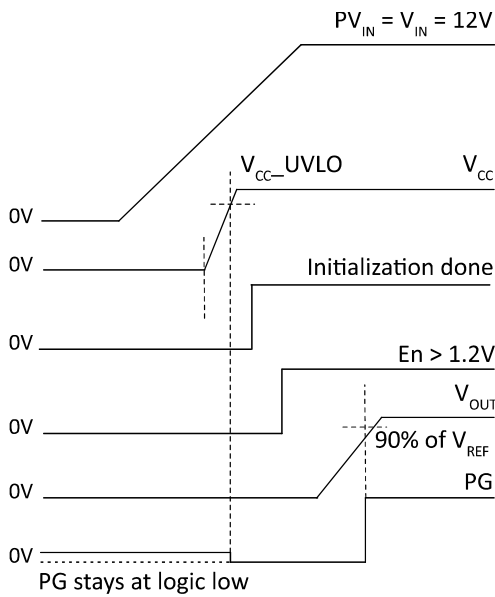 PV_IN = V_IN = 12V
V_CC_UVLO
V_CC
0V
0V
Initialization done
0V
En > 1.2V
V_OUT
0V
90% of V_REF
PG
0V
0V
PG stays at logic low